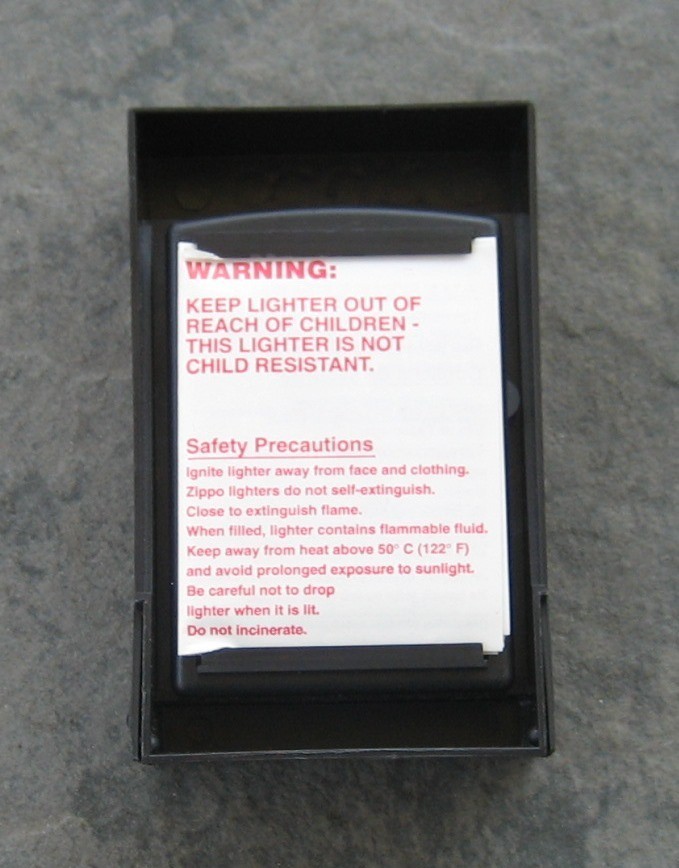 WARNING:
KEEP LIGHTER OUT OF
REACH OF CHILDREN -
THIS LIGHTER IS NOT
CHILD RESISTANT.
Safety Precautions
Ignite lighter away from face and clothing.
Zippo lighters do not self-extinguish.
Close to extinguish flame.
When filled, lighter contains flammable fluid.
Keep away from heat above 50° C (122° F)
and avoid prolonged exposure to sunlight.
Be careful not to drop
lighter when it is lit.
Do not incinerate.